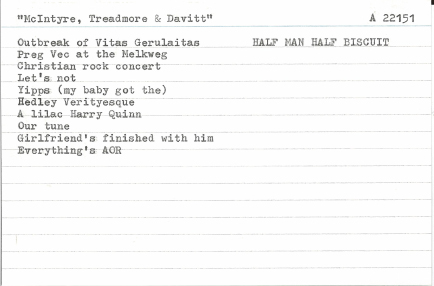 "McIntyre, Treadmore & Davitt" A 22151
Outbreak of Vitas Gerulaitas HALF MAN HALF BISCUIT
Preg Vec at the Melkweg
Christian rock concert
Let's not
Yipps (my baby got the)
Hedley Verityesque
A lilac Harry Quinn
Our tune
Girlfriend's finished with him
Everything's AOR